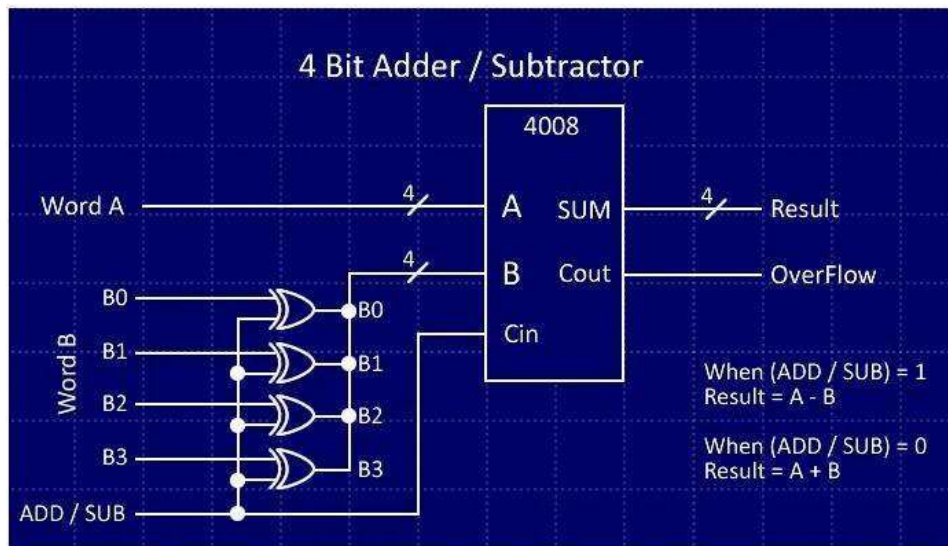 4 Bit Adder / Subtractor
4008
Word A
4
A
SUM
4
Result
4
B
Cout
OverFlow
Cin
Word B
B0
B0
B1
B1
B2
B2
B3
B3
ADD / SUB
When (ADD / SUB) = 1
Result = A - B
When (ADD / SUB) = 0
Result = A + B